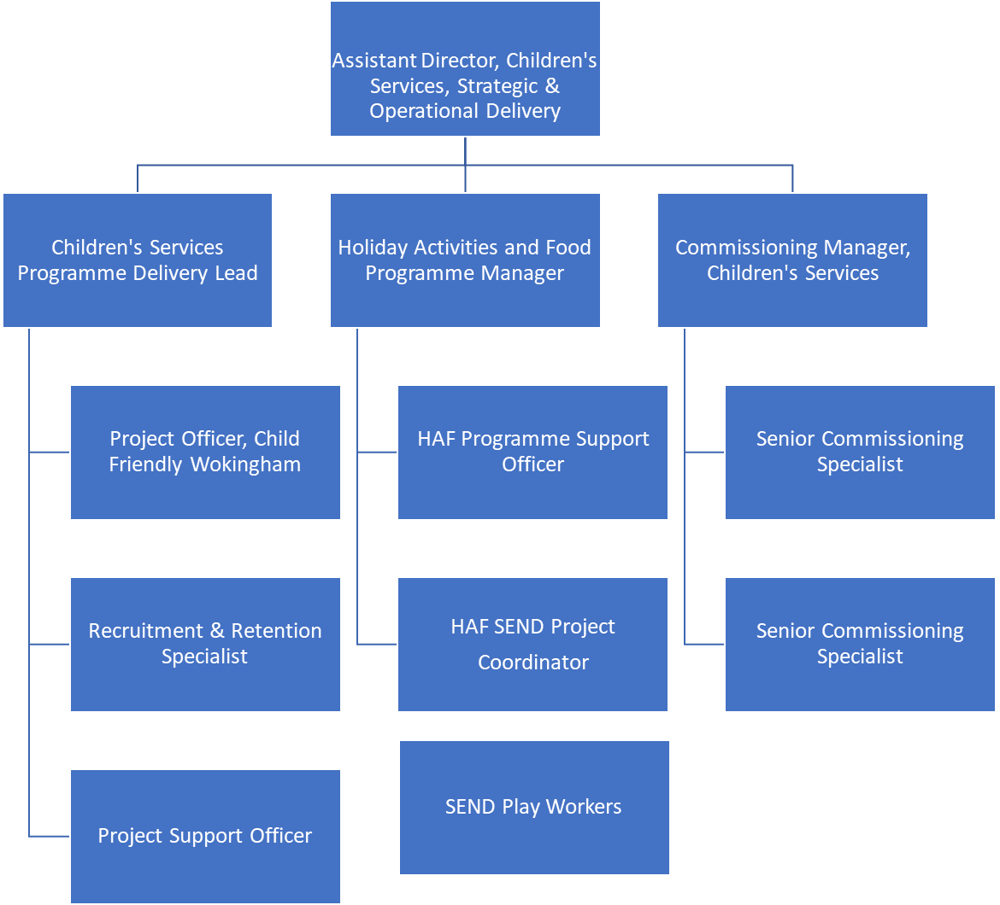 Assistant Director, Children's
Services, Strategic &
Operational Delivery
Children's Services
Programme Delivery Lead
Holiday Activities and Food
Programme Manager
Commissioning Manager,
Children's Services
Project Officer, Child
Friendly Wokingham
HAF Programme Support
Officer
Senior Commissioning
Specialist
Recruitment & Retention
Specialist
HAF SEND Project
Coordinator
Senior Commissioning
Specialist
Project Support Officer
SEND Play Workers